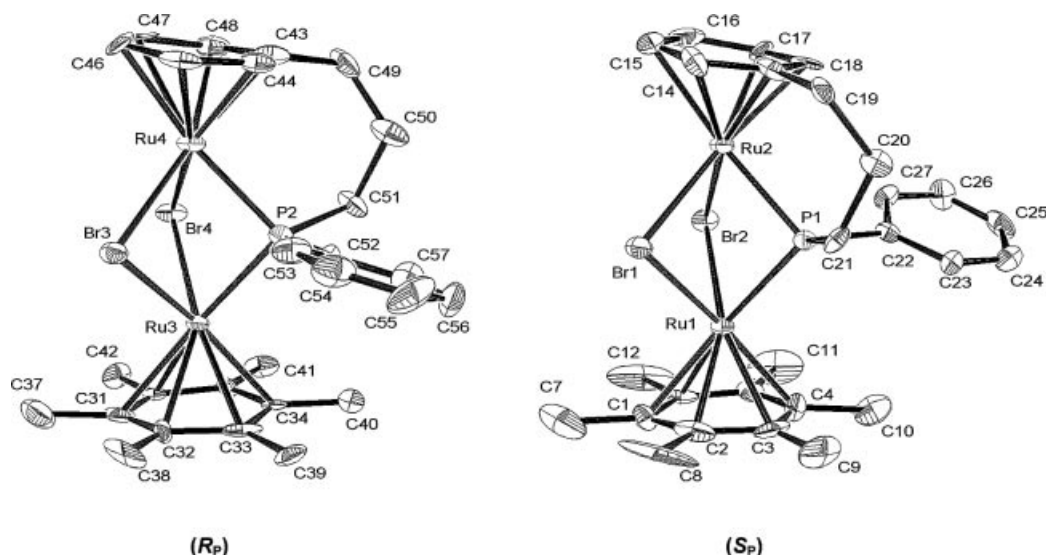 C47 C48 C43
C46 C44 C49
C50
Ru4
C51
P2
Br4
Br3
C52
C53 C57
C54
C55 C56
Ru3
C42 C41
C37 C31
C34 C40
C32 C33
C38 C39
(RP)
C16 C17
C15 C18
C14 C19
Ru2 C20
C27 C26
C25
P1
Br2
Br1 C21 C22
C23 C24
Ru1
C12 C11
C7 C1 C4
C10
C2 C3
C8 C9
(SP)